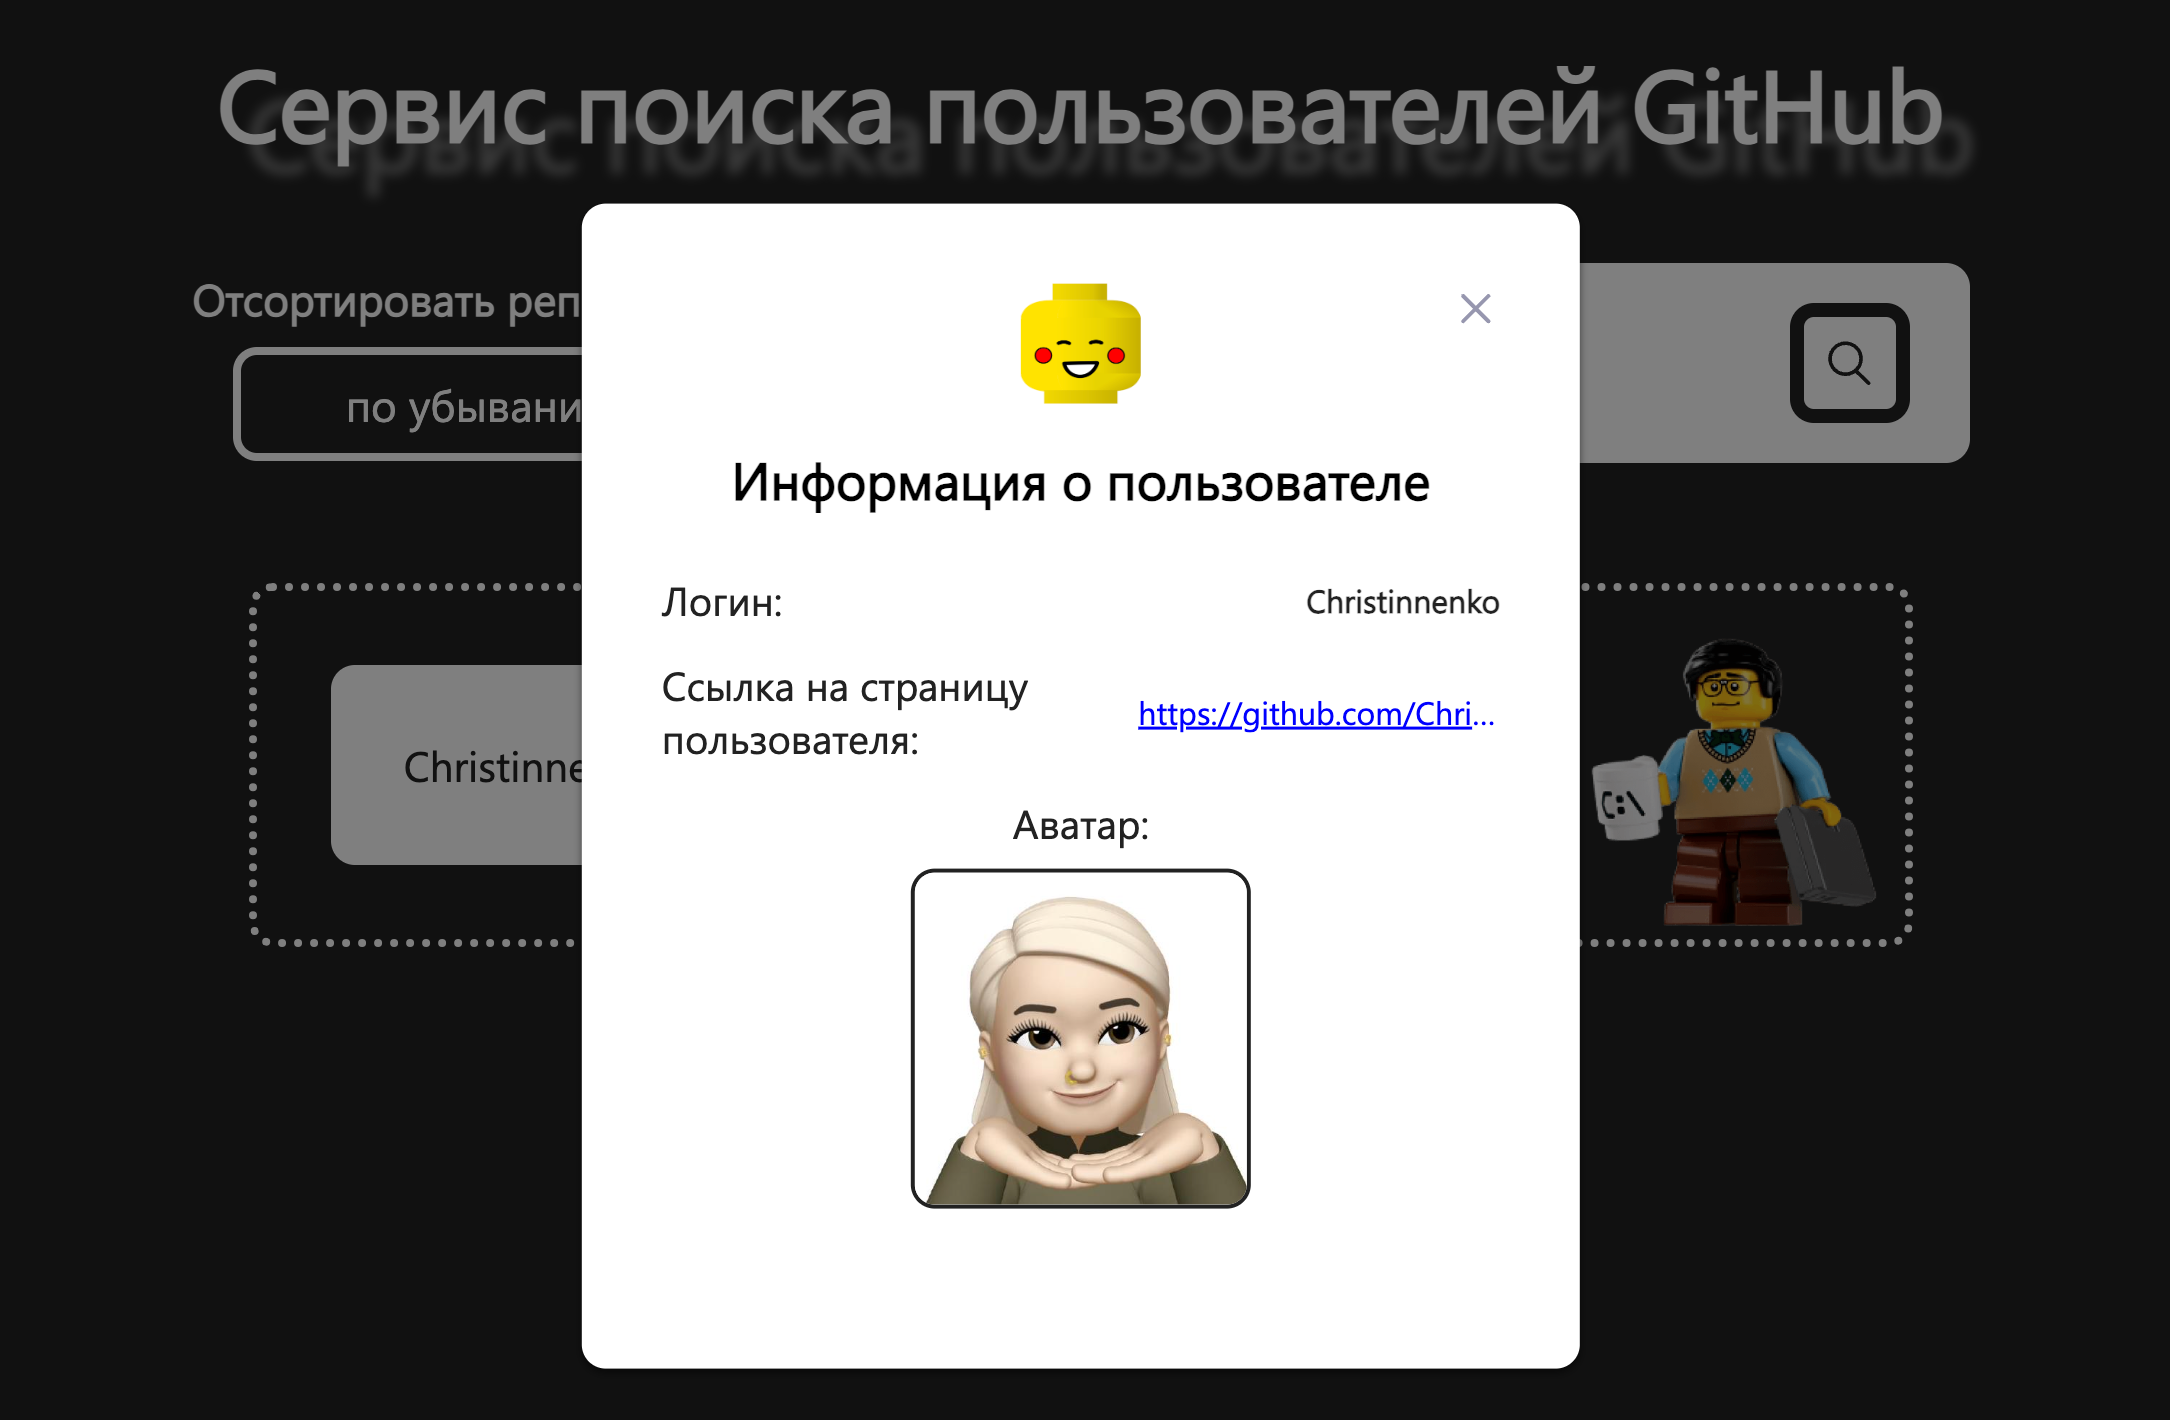 Сервис поиска пользователей GitHub
Отсортировать реп
по убывани
Информация о пользователе
Логин:
Christinnenko
Ссылка на страницу
пользователя:
https://github.com/Chri...
Christinne
C:\
Аватар: